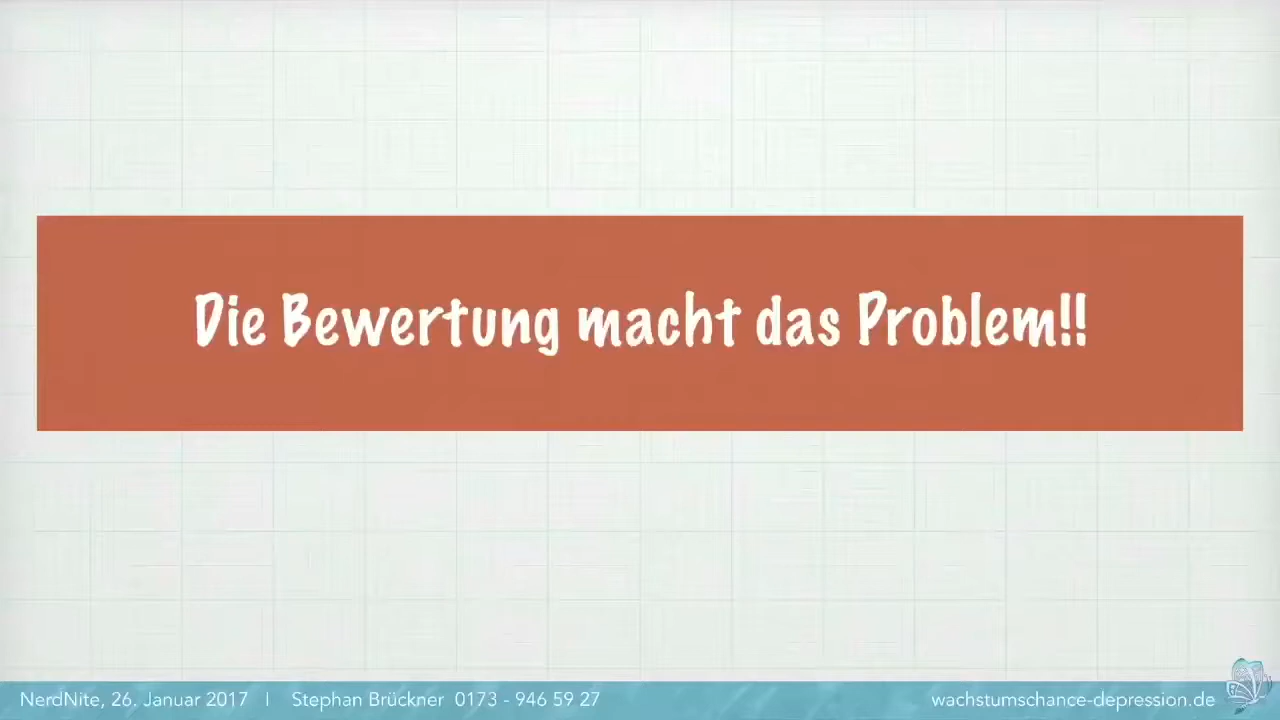 Die Bewertung macht das Problem!!
NerdNite, 26. Januar 2017 | Stephan Brückner 0173 - 946 59 27 wachstumschance-depression.de